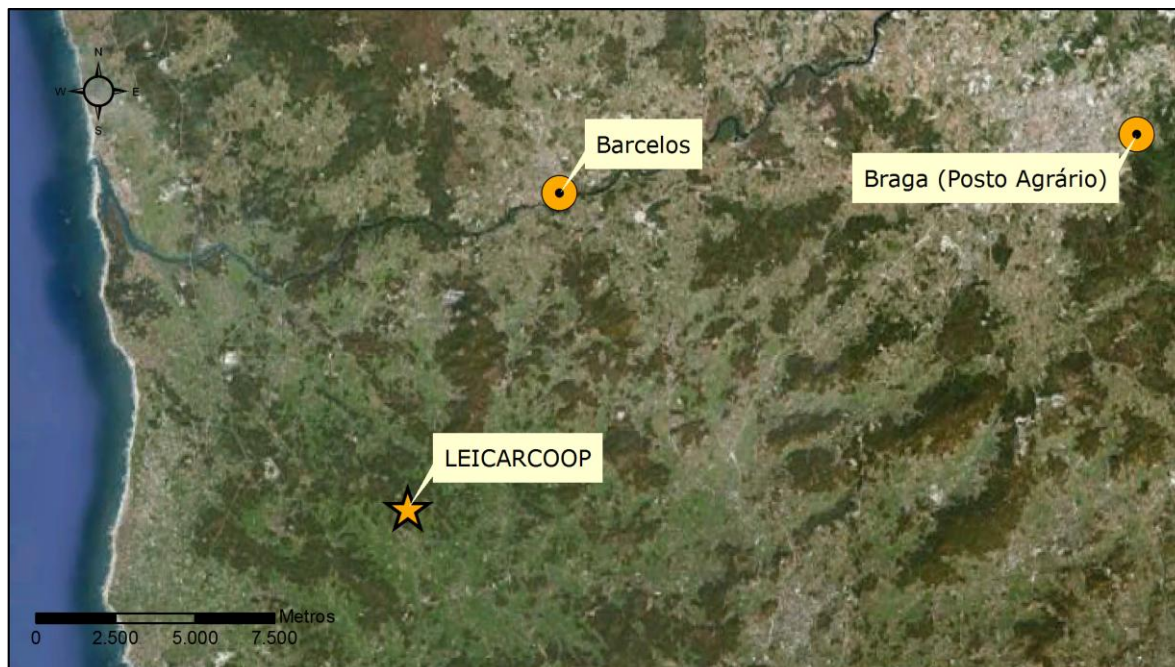 N
W E
S
Barcelos
Braga (Posto Agrário)
LEICARCOOP
Metros
0 2.500 5.000 7.500